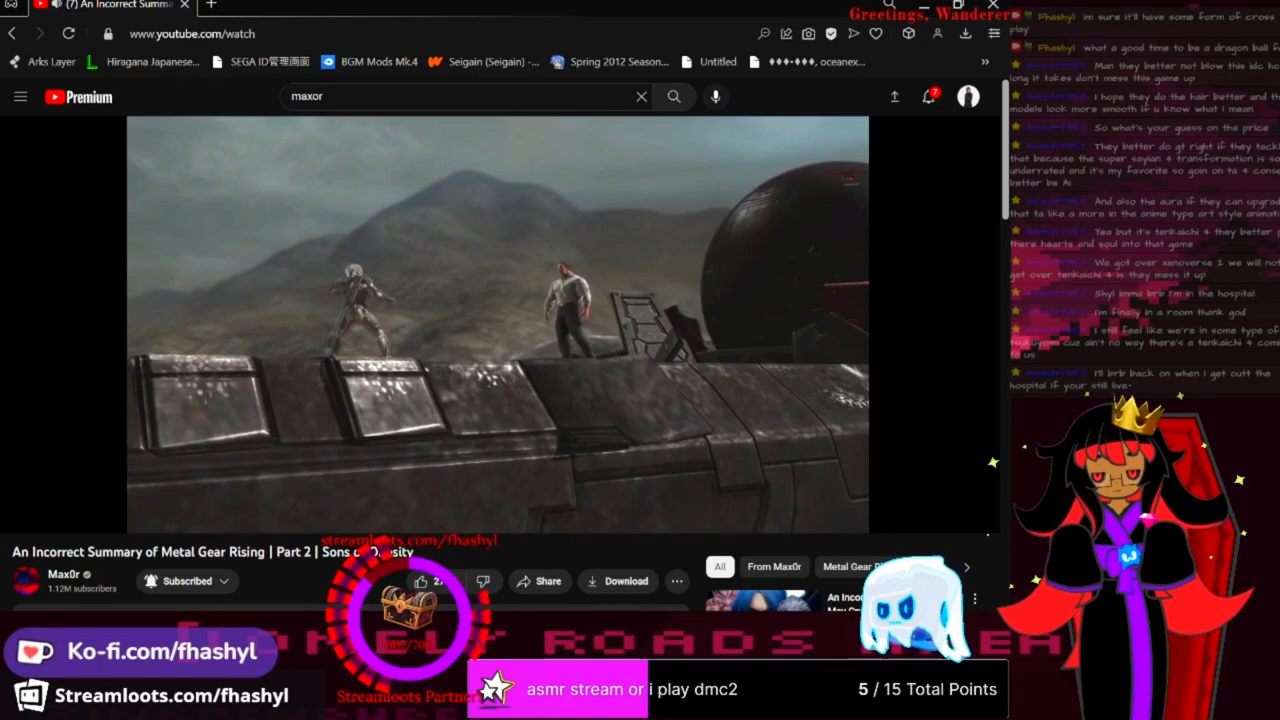 (7) An Incorrect Summa
Greetings, Wanderer
www.youtube.com/watch
Arks Layer
Hiragana Japanese...
SEGA ID管理画面
BGM Mods Mk.4
Seigain (Seigain) -...
Spring 2012 Season...
Untitled
♦♦♦-♦♦♦, oceanex...
»
Premium
maxor
7
Fhashyl im sure it'll have some form of cross
play
Fhashyl what a good time to be a dragon ball f
Man they better not blow this idc ho
long it takes don't mess this game up
I hope they do the hair better and th
models look more smooth if u know what I mean
So what's your guess on the price
They better do gt right if they tackl
that because the super sayian 4 transformation is so
underrated and it's my favorite so goin on ta 4 conse
better be
And also the aura if they can upgrad
that ta like a more in the anime type art style animat
Yea but it's tenkaichi 4 they better p
there hearts and soul into that game
We got over xenoverse 2 we will not
get over tenkaichi 4 is they mess it up
Shyl imma brb I'm in the hospital
I'm finally in a room thank god
I still feel like we're in some type of
tsukuyomi cuz ain't no way there's a tenkaichi 4 com
to us
I'll brb back on when I get outt the
hospital if your still live
An Incorrect Summary of Metal Gear Rising | Part 2 | Sons of Obesity
streamloots.com/fhashyl
Max0r
1.12M subscribers
Subscribed
Share
Download
All
From Max0r
Metal Gear
An Inc
LONELY ROADS
Ko-fi.com/fhashyl
Streamloots.com/fhashyl
Streamloots Partner
asmr stream or i play dmc2
5 / 15 Total Points